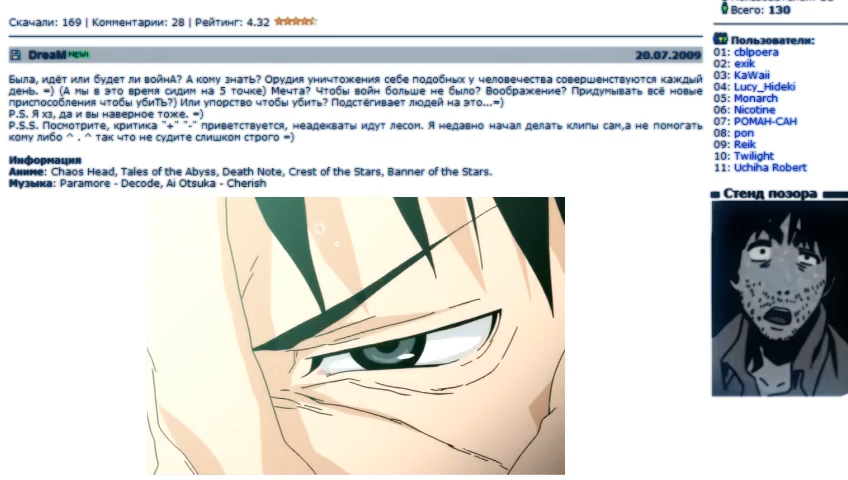 Скачали: 169 | Комментарии: 28 | Рейтинг: 4.32
DreaM NEW!
20.07.2009
Была, идёт или будет ли войнА? А кому знатЬ? Орудия уничтожения себе подобных у человечества совершенствуются каждый
денЬ. =) (А мы в это время сидим на 5 точке) Мечта? Чтобы войн больше не было? Воображение? Придумывать всё новые
приспособления чтобы убиТЬ?) Или упорство чтобы убить? Подстёгивает людей на это...=)
P.S. Я хз, да и вы наверное тоже. =)
P.S.S. Посмотрите, критика "+" "-" приветствуется, неадекваты идут лесом. Я недавно начал делать клипы сам,а не помогать
кому либо ^ . ^ так что не судите слишком строго =)
Информация
Аниме: Chaos Head, Tales of the Abyss, Death Note, Crest of the Stars, Banner of the Stars.
Музыка: Paramore - Decode, Ai Otsuka - Cherish
Всего: 130
Пользователи:
01: cblpoera
02: exik
03: KaWaii
04: Lucy_Hideki
05: Monarch
06: Nicotine
07: РОМАН-САН
08: pon
09: Reik
10: Twilight
11: Uchiha Robert
Стенд позора